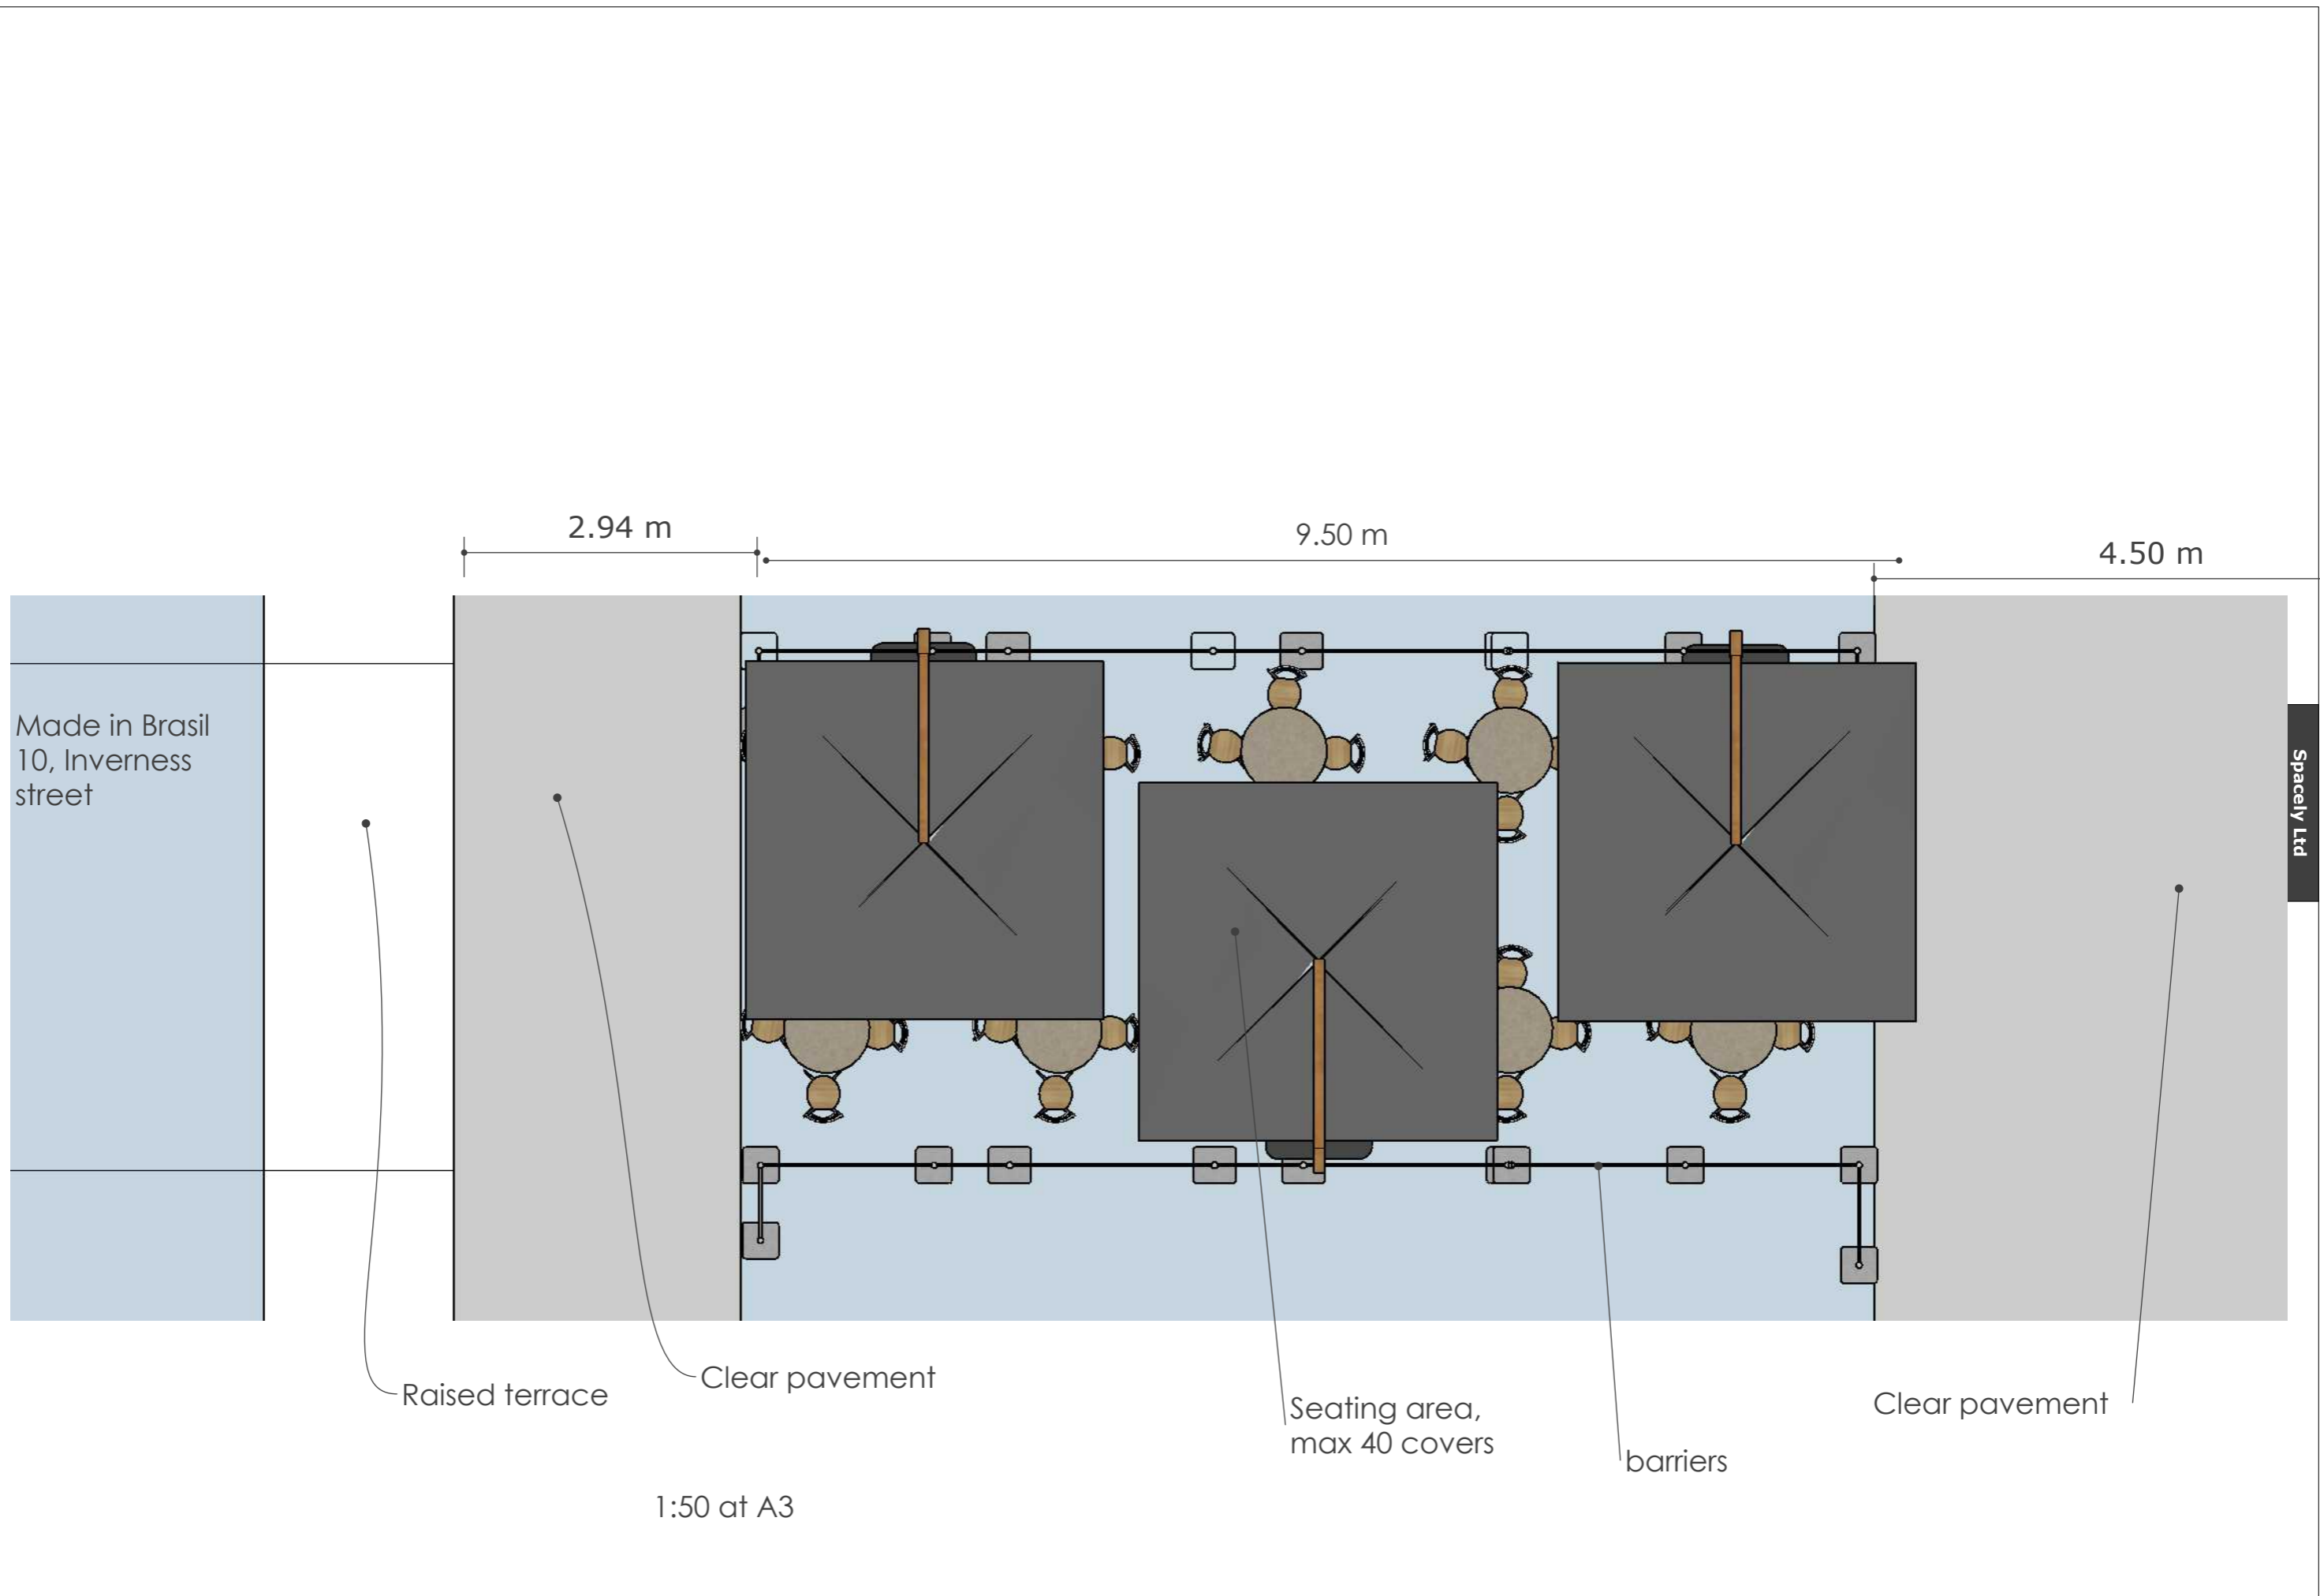 2.94 m
9.50 m
4.50 m
Made in Brasil
10, Inverness
street
Spacely Ltd
Raised terrace
Clear pavement
Seating area,
max 40 covers
barriers
Clear pavement
1:50 at A3